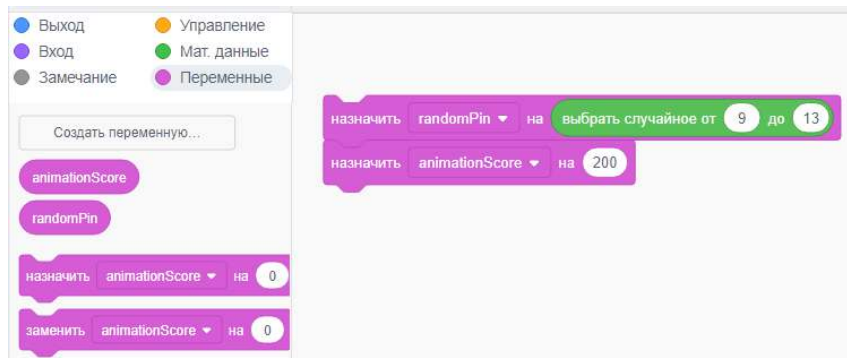 Выход Управление
Вход Мат. данные
Замечание Переменные
Создать переменную...
animationScore
randomPin
назначить animationScore на 0
заменить animationScore на 0
назначить randomPin на выбрать случайное от 9 до 13
назначить animationScore на 200